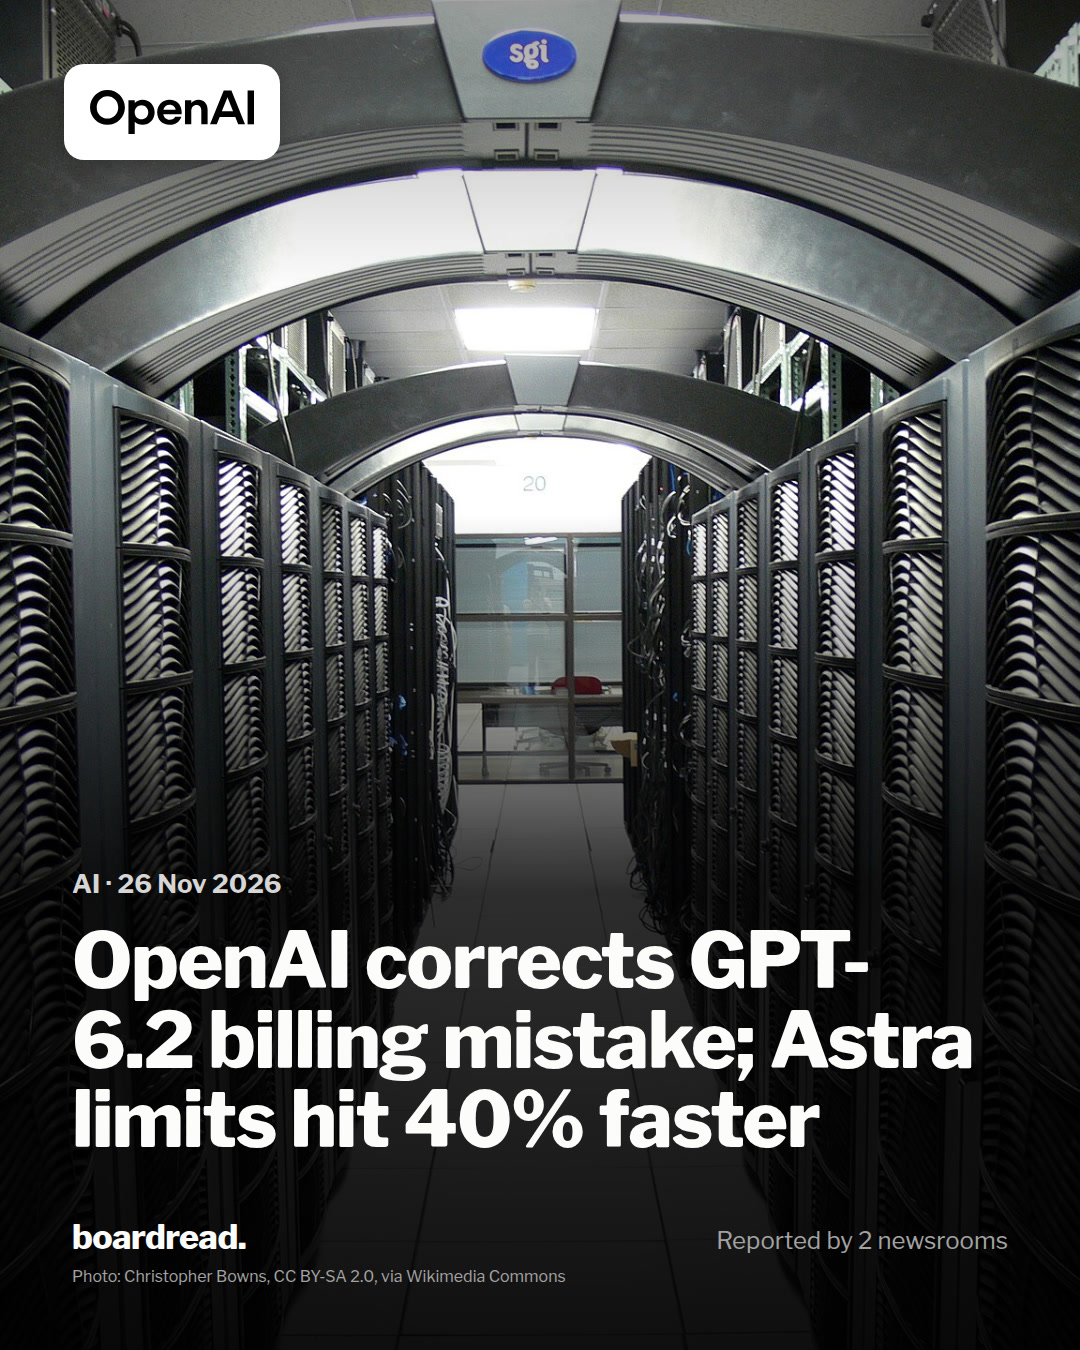 sgi
OpenAI
20
AI · 26 Nov 2026
OpenAI corrects GPT-
6.2 billing mistake; Astra
limits hit 40% faster
boardread.
Reported by 2 newsrooms
Photo: Christopher Bowns, CC BY-SA 2.0, via Wikimedia Commons